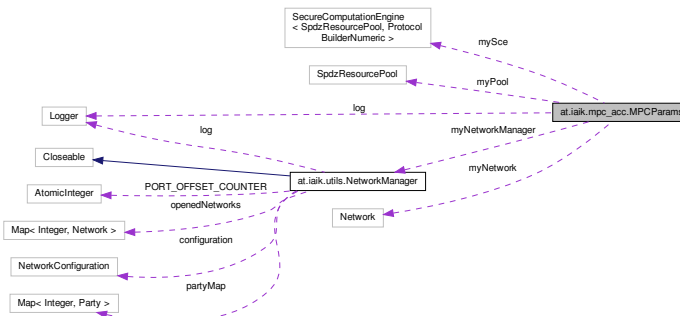 SecureComputationEngine
< SpdzResourcePool, Protocol
BuilderNumeric >
mySce
SpdzResourcePool
myPool
at.iaik.mpc_acc.MPCParams
Logger
log
log
myNetworkManager
Closeable
myNetwork
at.iaik.utils.NetworkManager
AtomicInteger
PORT_OFFSET_COUNTER
openedNetworks
Network
Map< Integer, Network >
configuration
NetworkConfiguration
partyMap
Map< Integer, Party >